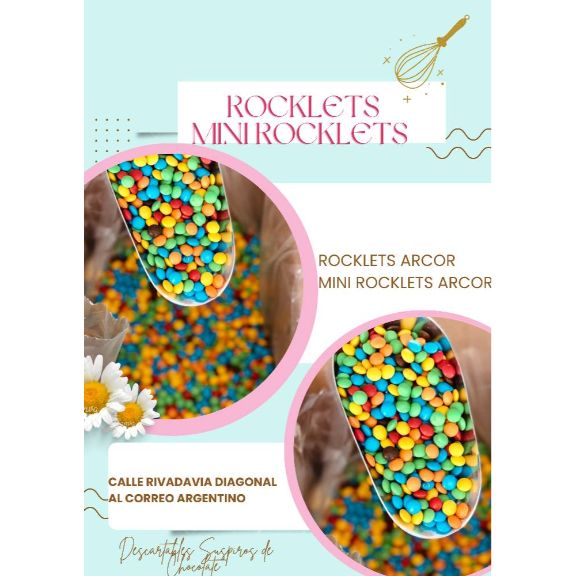 ROCKLETS
MINI ROCKLETS
ROCKLETS ARCOR
MINI ROCKLETS ARCOR
CALLE RIVADAVIA DIAGONAL
AL CORREO ARGENTINO
Descartables Suspiros de
Chocolate